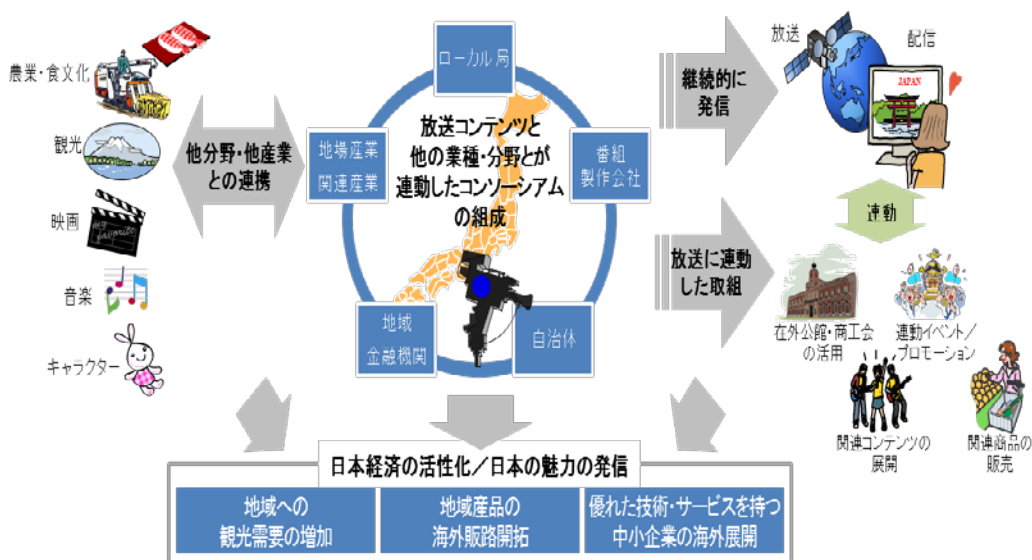 農業・食文化
観光
映画
音楽
キャラクター
他分野・他産業
との連携
ローカル局
地場産業
関連産業
番組
製作会社
地域
金融機関
自治体
放送コンテンツと
他の業種・分野とが
連動したコンソーシアム
の組成
継続的に
発信
放送に連動
した取組
放送
配信
JAPAN
連動
在外公館・商工会
の活用
連動イベント／
プロモーション
関連コンテンツの
展開
関連商品の
販売
日本経済の活性化／日本の魅力の発信
地域への
観光需要の増加
地域産品の
海外販路開拓
優れた技術・サービスを持つ
中小企業の海外展開